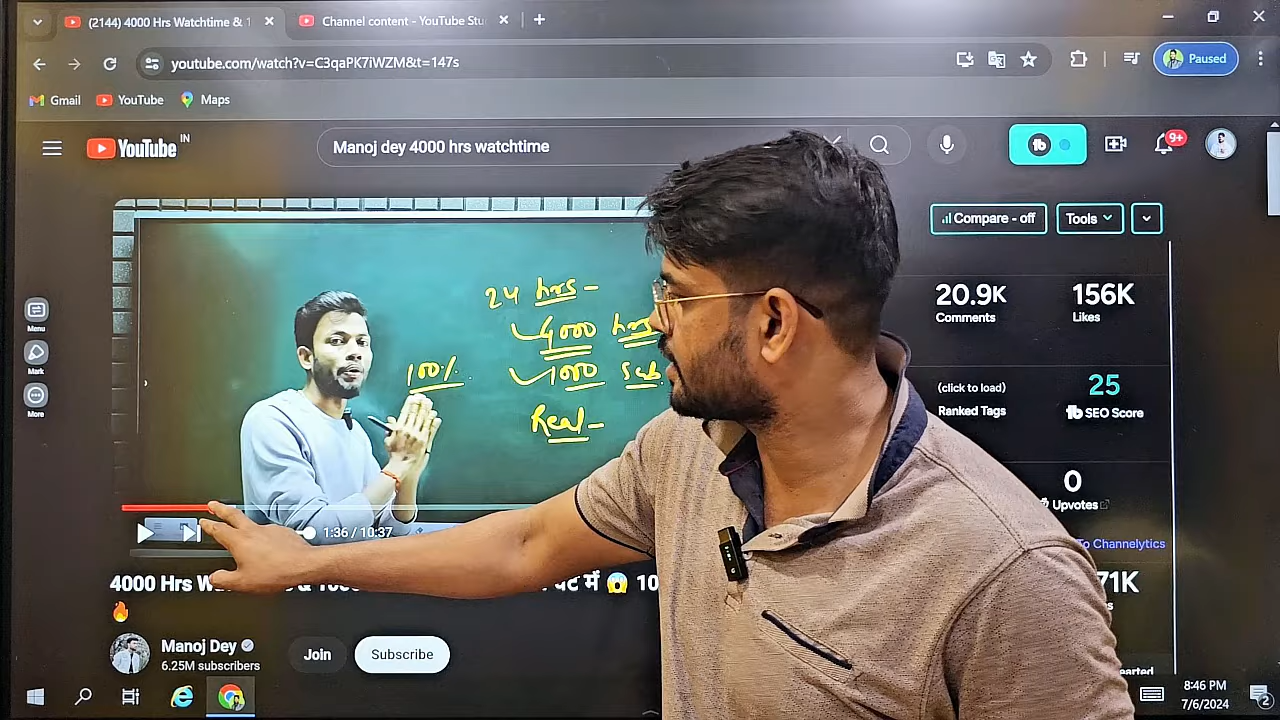 (2144) 4000 Hrs Watchtime & 1
Channel content - YouTube Stu
youtube.com/watch?v=C3qaPK7iWZM&t=147s
Paused
Gmail
YouTube
Maps
YouTube IN
Manoj dey 4000 hrs watchtime
9+
Compare - off
Tools
20.9K
Comments
156K
Likes
(click to load)
Ranked Tags
25
SEO Score
0
Upvotes
To Channelytics
71K
Menu
Mark
More
24 hrs -
4000 hrs
100%
1000 Sub
Real -
1:36 / 10:37
4000 Hrs
में 😱 10
🔥
Manoj Dey
6.25M subscribers
Join
Subscribe
8:46 PM
7/6/2024
2